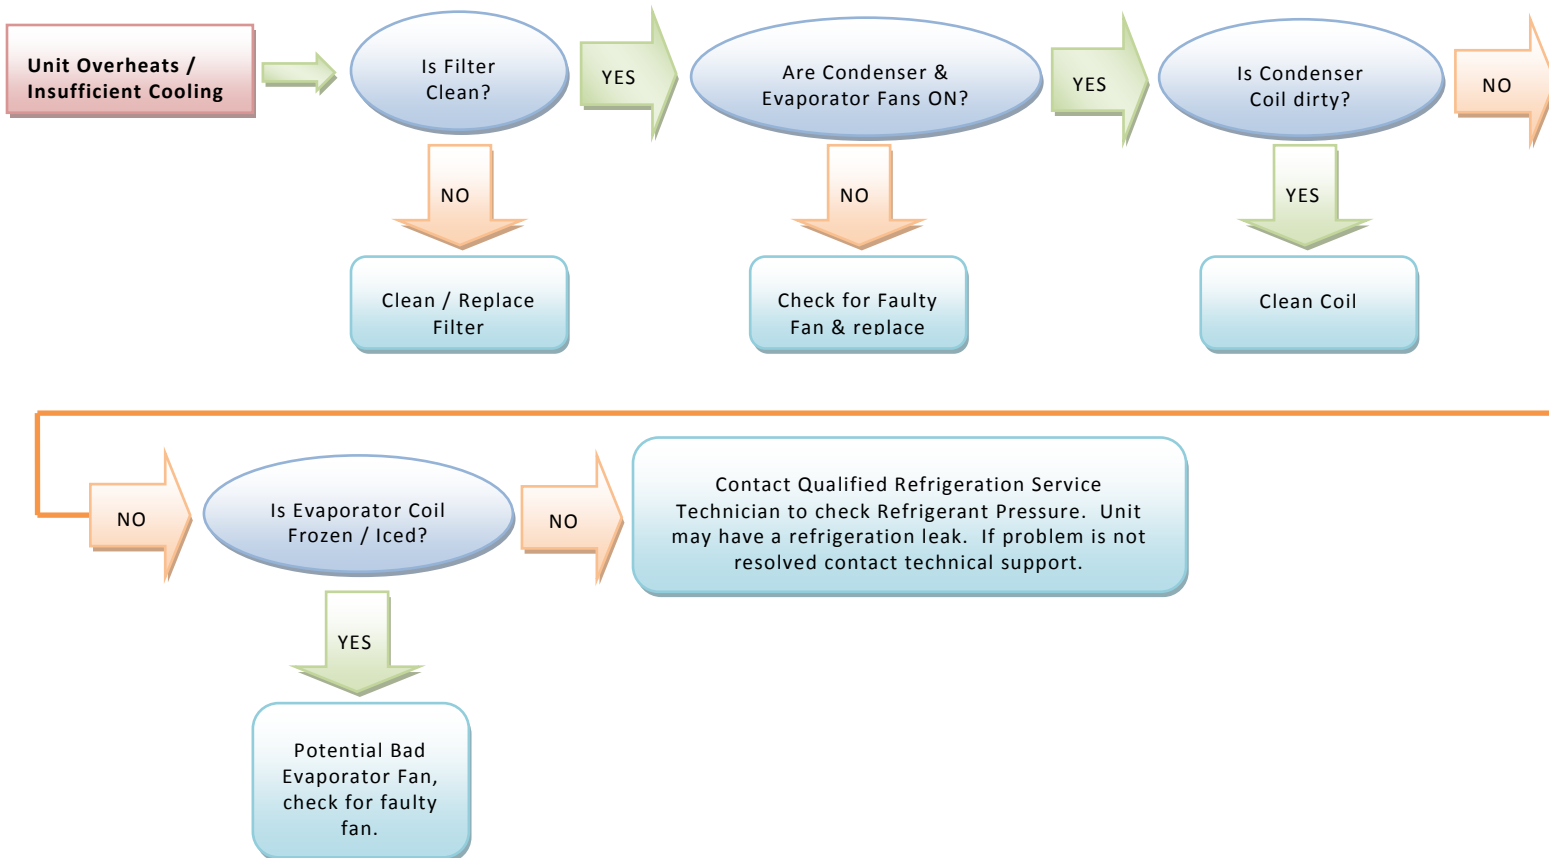 Unit Overheats /
Insufficient Cooling
Is Filter
Clean?
YES
Are Condenser &
Evaporator Fans ON?
YES
Is Condenser
Coil dirty?
NO
NO
NO
YES
Clean / Replace
Filter
Check for Faulty
Fan & replace
Clean Coil
NO
Is Evaporator Coil
Frozen / Iced?
NO
Contact Qualified Refrigeration Service
Technician to check Refrigerant Pressure.  Unit
may have a refrigeration leak.  If problem is not
resolved contact technical support.
YES
Potential Bad
Evaporator Fan,
check for faulty
fan.